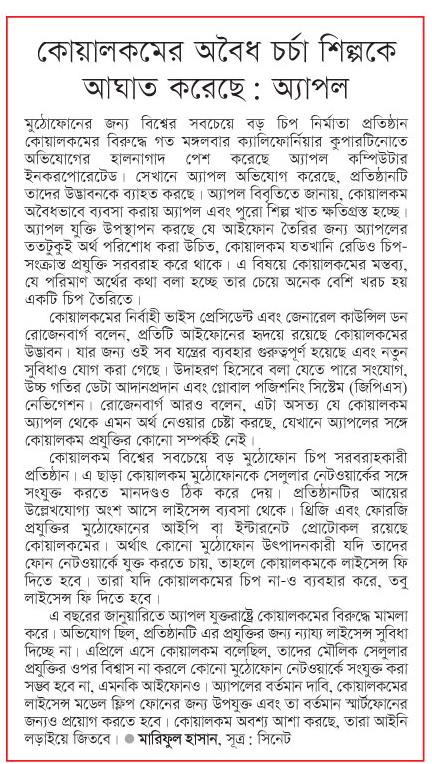 কোয়ালকমের অবৈধ চর্চা শিল্পকে
আঘাত করেছে : অ্যাপল
মুঠোফোনের জন্য বিশ্বের সবচেয়ে বড় চিপ নির্মাতা প্রতিষ্ঠান
কোয়ালকমের বিরুদ্ধে গত মঙ্গলবার ক্যালিফোর্নিয়ার কুপারটিনোতে
অভিযোগের হালনাগাদ পেশ করেছে অ্যাপল কম্পিউটার
ইনকরপোরেটেড। সেখানে অ্যাপল অভিযোগ করেছে, প্রতিষ্ঠানটি
তাদের উদ্ভাবনকে ব্যাহত করছে। অ্যাপল বিবৃতিতে জানায়, কোয়ালকম
অবৈধভাবে ব্যবসা করায় অ্যাপল এবং পুরো শিল্প খাত ক্ষতিগ্রস্ত হচ্ছে।
অ্যাপল যুক্তি উপস্থাপন করছে যে আইফোন তৈরির জন্য অ্যাপলের
ততটুকুই অর্থ পরিশোধ করা উচিত, কোয়ালকম যতখানি রেডিও চিপ-
সংক্রান্ত প্রযুক্তি সরবরাহ করে থাকে। এ বিষয়ে কোয়ালকমের মন্তব্য,
যে পরিমাণ অর্থের কথা বলা হচ্ছে তার চেয়ে অনেক বেশি খরচ হয়
একটি চিপ তৈরিতে।
কোয়ালকমের নির্বাহী ভাইস প্রেসিডেন্ট এবং জেনারেল কাউন্সিল ডন
রোজেনবার্গ বলেন, প্রতিটি আইফোনের হৃদয়ে রয়েছে কোয়ালকমের
উদ্ভাবন। যার জন্য ওই সব যন্ত্রের ব্যবহার গুরুত্বপূর্ণ হয়েছে এবং নতুন
সুবিধাও যোগ করা গেছে। উদাহরণ হিসেবে বলা যেতে পারে সংযোগ,
উচ্চ গতির ডেটা আদানপ্রদান এবং গ্লোবাল পজিশনিং সিস্টেম (জিপিএস)
নেভিগেশন। রোজেনবার্গ আরও বলেন, এটা অসত্য যে কোয়ালকম
অ্যাপল থেকে এমন অর্থ নেওয়ার চেষ্টা করছে, যেখানে অ্যাপলের সঙ্গে
কোয়ালকম প্রযুক্তির কোনো সম্পর্কই নেই।
কোয়ালকম বিশ্বের সবচেয়ে বড় মুঠোফোন চিপ সরবরাহকারী
প্রতিষ্ঠান। এ ছাড়া কোয়ালকম মুঠোফোনকে সেলুলার নেটওয়ার্কের সঙ্গে
সংযুক্ত করতে মানদণ্ডও ঠিক করে দেয়। প্রতিষ্ঠানটির আয়ের
উল্লেখযোগ্য অংশ আসে লাইসেন্স ব্যবসা থেকে। থ্রিজি এবং ফোরজি
প্রযুক্তির মুঠোফোনের আইপি বা ইন্টারনেট প্রোটোকল রয়েছে
কোয়ালকমের। অর্থাৎ কোনো মুঠোফোন উৎপাদনকারী যদি তাদের
ফোন নেটওয়ার্কে যুক্ত করতে চায়, তাহলে কোয়ালকমকে লাইসেন্স ফি
দিতে হবে। তারা যদি কোয়ালকমের চিপ না-ও ব্যবহার করে, তবু
লাইসেন্স ফি দিতে হবে।
এ বছরের জানুয়ারিতে অ্যাপল যুক্তরাষ্ট্রে কোয়ালকমের বিরুদ্ধে মামলা
করে। অভিযোগ ছিল, প্রতিষ্ঠানটি এর প্রযুক্তির জন্য ন্যায্য লাইসেন্স সুবিধা
দিচ্ছে না। এপ্রিলে এসে কোয়ালকম বলেছিল, তাদের মৌলিক সেলুলার
প্রযুক্তির ওপর বিশ্বাস না করলে কোনো মুঠোফোন নেটওয়ার্কে সংযুক্ত করা
সম্ভব হবে না, এমনকি আইফোনও। অ্যাপলের বর্তমান দাবি, কোয়ালকমের
লাইসেন্স মডেল ফ্লিপ ফোনের জন্য উপযুক্ত এবং তা বর্তমান স্মার্টফোনের
জন্যও প্রয়োগ করতে হবে। কোয়ালকম অবশ্য আশা করছে, তারা আইনি
লড়াইয়ে জিতবে। ● মারিফুল হাসান, সূত্র : সিনেট